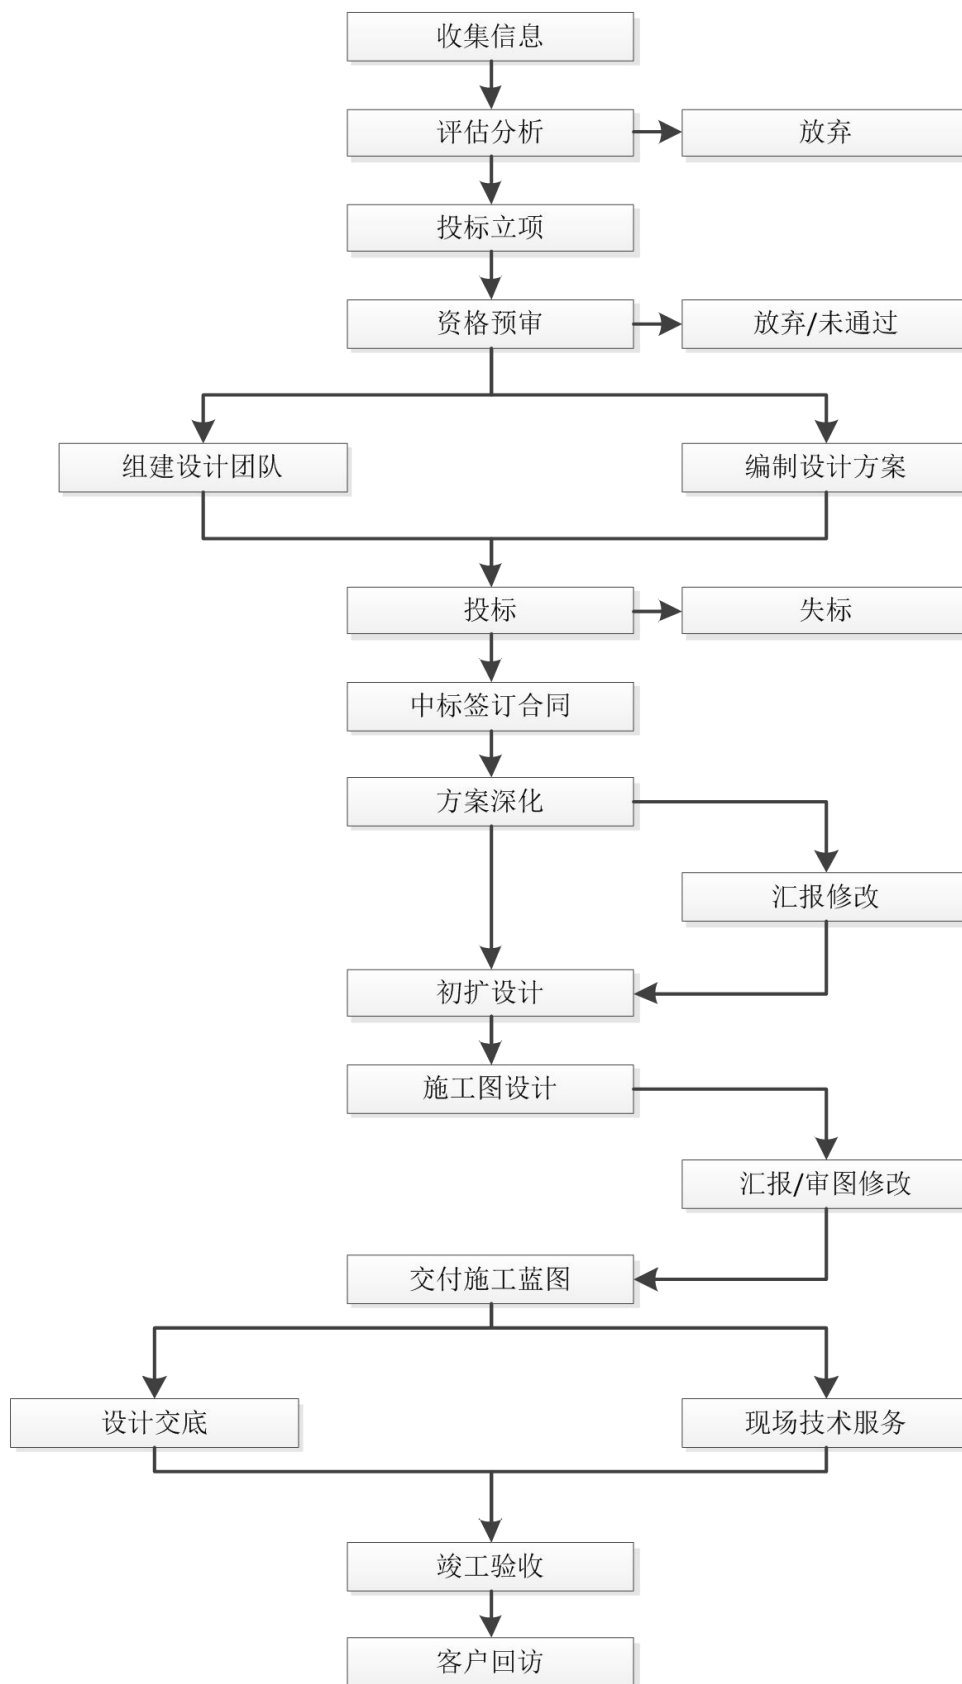 收集信息
评估分析
放弃
投标立项
资格预审
放弃/未通过
组建设计团队
编制设计方案
投标
失标
中标签订合同
方案深化
汇报修改
初扩设计
施工图设计
汇报/审图修改
交付施工蓝图
设计交底
现场技术服务
竣工验收
客户回访